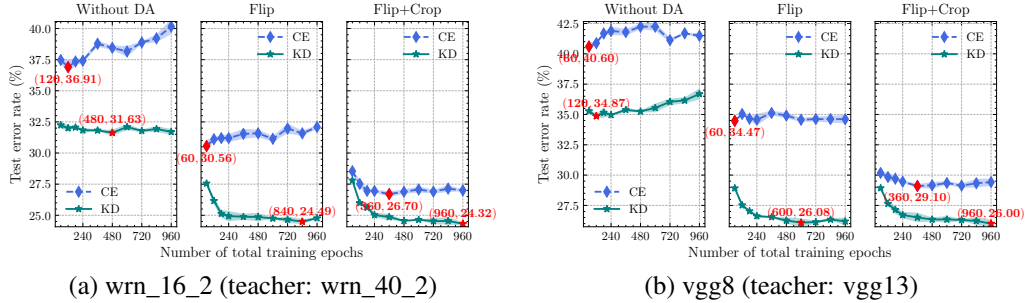 Without DA
Flip
Flip+Crop
Test error rate (%)
40.0
37.5
35.0
32.5
30.0
27.5
25.0
CE
KD
(120, 36.91)
(480, 31.63)
CE
KD
(60, 30.56)
(840, 24.49)
CE
KD
(360, 26.70)
(960, 24.32)
240 480 720 960
240 480 720 960
240 480 720 960
Number of total training epochs
(a) wrn_16_2 (teacher: wrn_40_2)
Without DA
Flip
Flip+Crop
Test error rate (%)
42.5
40.0
37.5
35.0
32.5
30.0
27.5
(60, 40.60)
(120, 34.87)
CE
KD
CE
KD
(60, 34.47)
(600, 26.08)
CE
KD
(360, 29.10)
(960, 26.00)
240 480 720 960
240 480 720 960
240 480 720 960
Number of total training epochs
(b) vgg8 (teacher: vgg13)